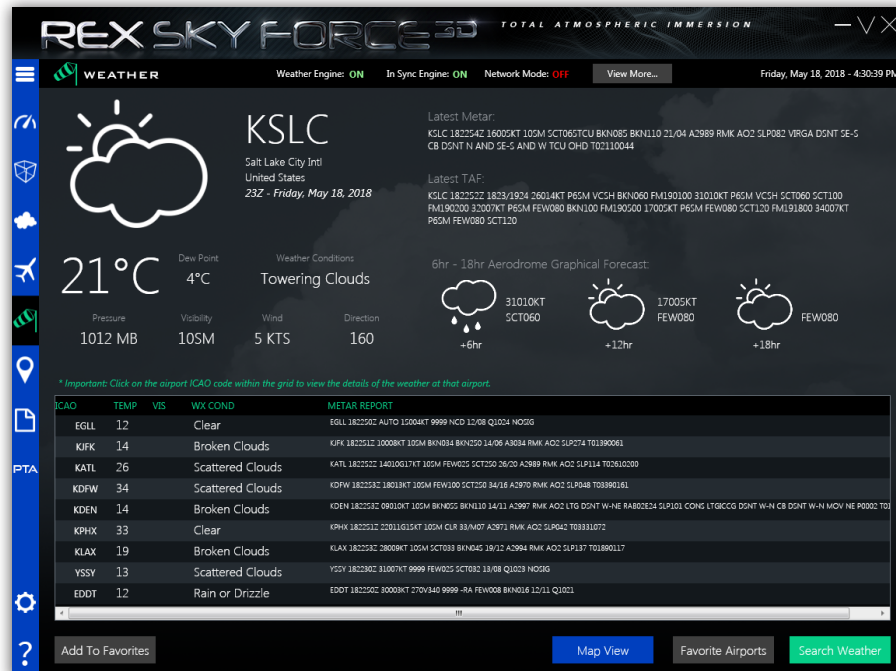 REX SKY FORCE 3D TOTAL ATMOSPHERIC IMMERSION
WEATHER Weather Engine: ON In Sync Engine: ON Network Mode: OFF View More... Friday, May 18, 2018 - 4:30:39 PM
KSLC
Salt Lake City Intl
United States
23Z - Friday, May 18, 2018
Latest Metar:
KSLC 182254Z 16005KT 10SM SCT065TCU BKN085 BKN110 21/04 A2989 RMK AO2 SLP082 VIRGA DSNT SE-S
CB DSNT N AND SE-S AND W TCU OHD T02110044
Latest TAF:
KSLC 182252Z 1823/1924 26014KT P6SM VCSH BKN060 FM190100 31010KT P6SM VCSH SCT060 SCT100
FM190200 32007KT P6SM FEW080 BKN100 FM190500 17005KT P6SM FEW080 SCT120 FM191800 34007KT
P6SM FEW080 SCT120
21°C
Dew Point
4°C
Weather Conditions
Towering Clouds
Pressure Visibility Wind Direction
1012 MB 10SM 5 KTS 160
6hr - 18hr Aerodrome Graphical Forecast:
31010KT
SCT060
+6hr
17005KT
FEW080
+12hr
FEW080
+18hr
* Important: Click on the airport ICAO code within the grid to view the details of the weather at that airport.
ICAO TEMP VIS WX COND METAR REPORT
EGLL 12 Clear EGLL 182250Z AUTO 15004KT 9999 NCD 12/08 Q1024 NOSIG
KJFK 14 Broken Clouds KJFK 182251Z 10008KT 10SM BKN034 BKN250 14/06 A3034 RMK AO2 SLP274 T01390061
KATL 26 Scattered Clouds KATL 182252Z 14010G17KT 10SM FEW025 SCT250 26/20 A2989 RMK AO2 SLP114 T02610200
KDFW 34 Scattered Clouds KDFW 182253Z 18013KT 10SM FEW100 SCT250 34/16 A2970 RMK AO2 SLP048 T03390161
KDEN 14 Broken Clouds KDEN 182253Z 09010KT 10SM BKN055 BKN110 14/11 A2997 RMK AO2 LTG DSNT W-NE RAB02E24 SLP101 CONS LTGICCG DSNT W-N CB DSNT W-N MOV NE P0002 T01
KPHX 33 Clear KPHX 182251Z 22011G15KT 10SM CLR 33/M07 A2971 RMK AO2 SLP042 T03331072
KLAX 19 Broken Clouds KLAX 182253Z 28009KT 10SM SCT033 BKN045 19/12 A2994 RMK AO2 SLP137 T01890117
YSSY 13 Scattered Clouds YSSY 182230Z 31007KT 9999 FEW025 SCT032 13/08 Q1023 NOSIG
EDDT 12 Rain or Drizzle EDDT 182250Z 30003KT 270V340 9999 -RA FEW008 BKN016 12/11 Q1021
PTA
Add To Favorites Map View Favorite Airports Search Weather